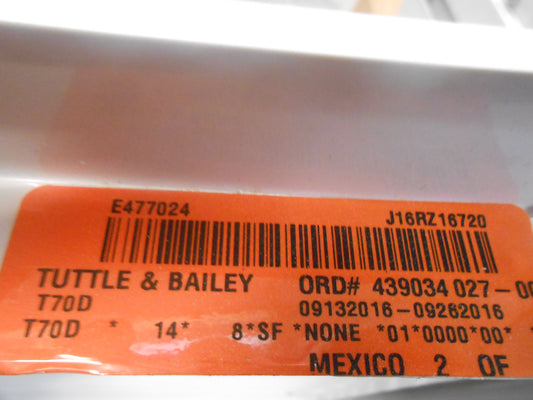 E477024 J16RZ16720
TUTTLE & BAILEY ORD# 439034 027-00
T70D 09132016-09262016
T70D * 14* 8*SF *NONE *01*0000*00*
MEXICO 2 OF